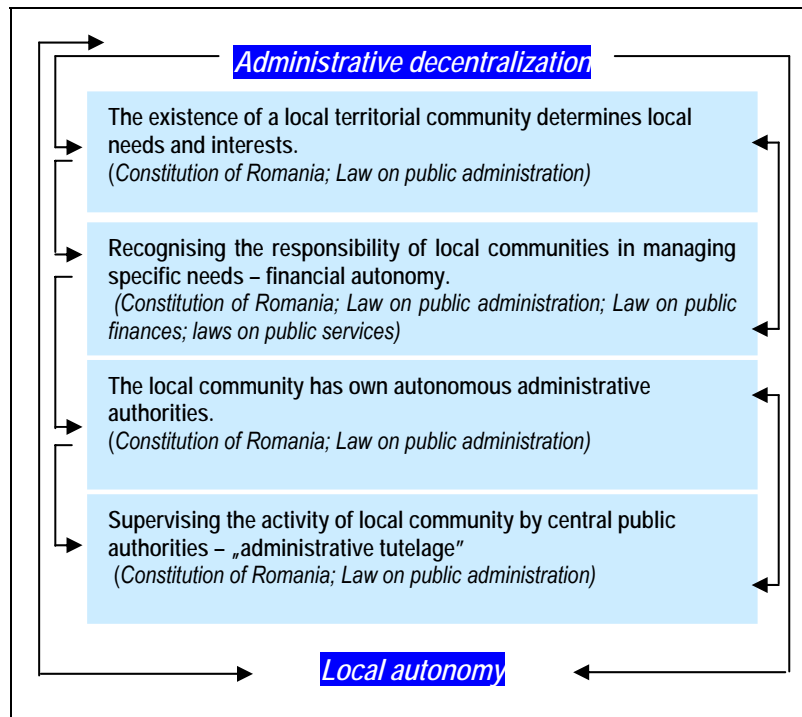 Administrative decentralization
The existence of a local territorial community determines local
needs and interests.
(Constitution of Romania; Law on public administration)
Recognising the responsibility of local communities in managing
specific needs – financial autonomy.
(Constitution of Romania; Law on public administration; Law on public
finances; laws on public services)
The local community has own autonomous administrative
authorities.
(Constitution of Romania; Law on public administration)
Supervising the activity of local community by central public
authorities – „administrative tutelage”
(Constitution of Romania; Law on public administration)
Local autonomy